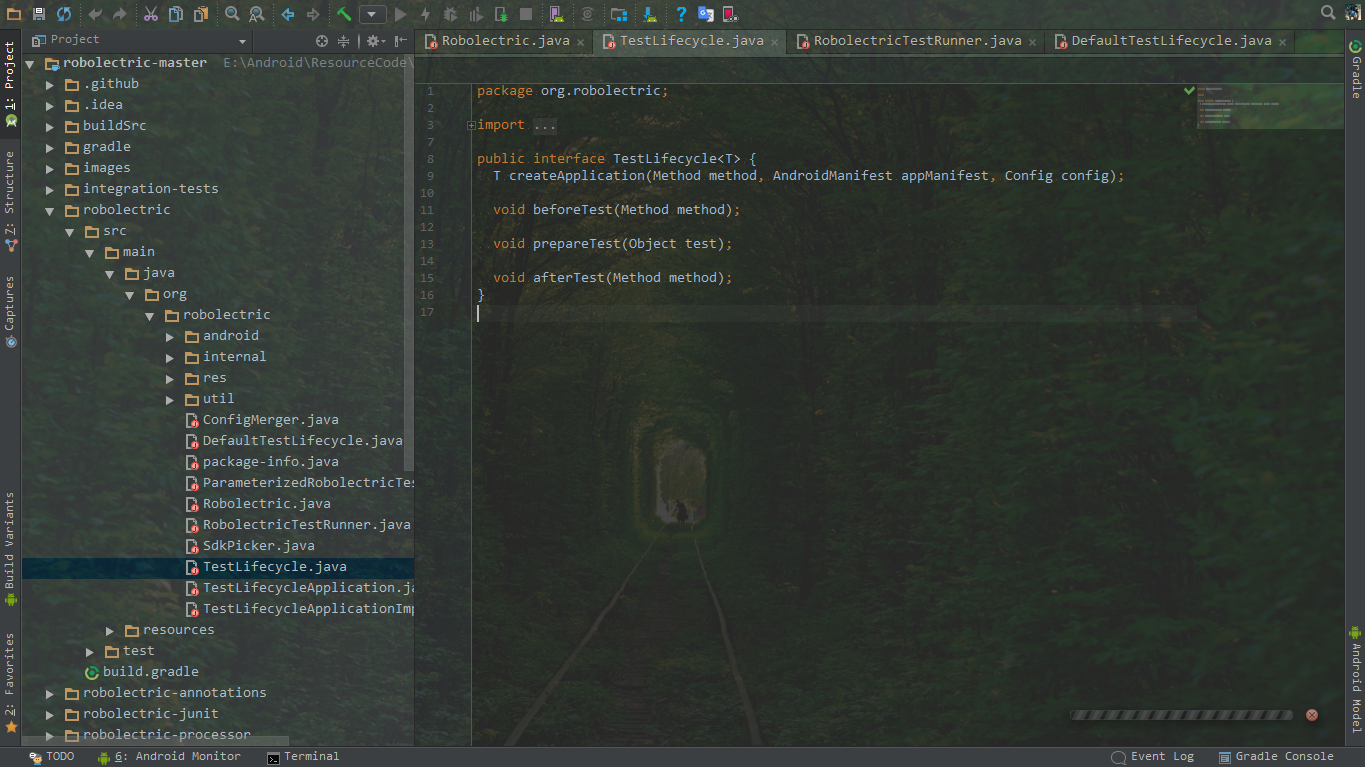 Project
Robolectric.java
TestLifecycle.java
RobolectricTestRunner.java
DefaultTestLifecycle.java
1: Project
Z: Structure
Captures
Build Variants
2: Favorites
robolectric-master E:\Android\ResourceCode\
.github
.idea
buildSrc
gradle
images
integration-tests
robolectric
src
main
java
org
robolectric
android
internal
res
util
ConfigMerger.java
DefaultTestLifecycle.java
package-info.java
ParameterizedRobolectricTes
Robolectric.java
RobolectricTestRunner.java
SdkPicker.java
TestLifecycle.java
TestLifecycleApplication.ja
TestLifecycleApplicationImp
resources
test
build.gradle
robolectric-annotations
robolectric-junit
robolectric-processor
1 package org.robolectric;
2
3 import ...
7
8 public interface TestLifecycle<T> {
9 T createApplication(Method method, AndroidManifest appManifest, Config config);
10
11 void beforeTest(Method method);
12
13 void prepareTest(Object test);
14
15 void afterTest(Method method);
16 }
17
Gradle
Android Model
TODO
6: Android Monitor
Terminal
Event Log
Gradle Console